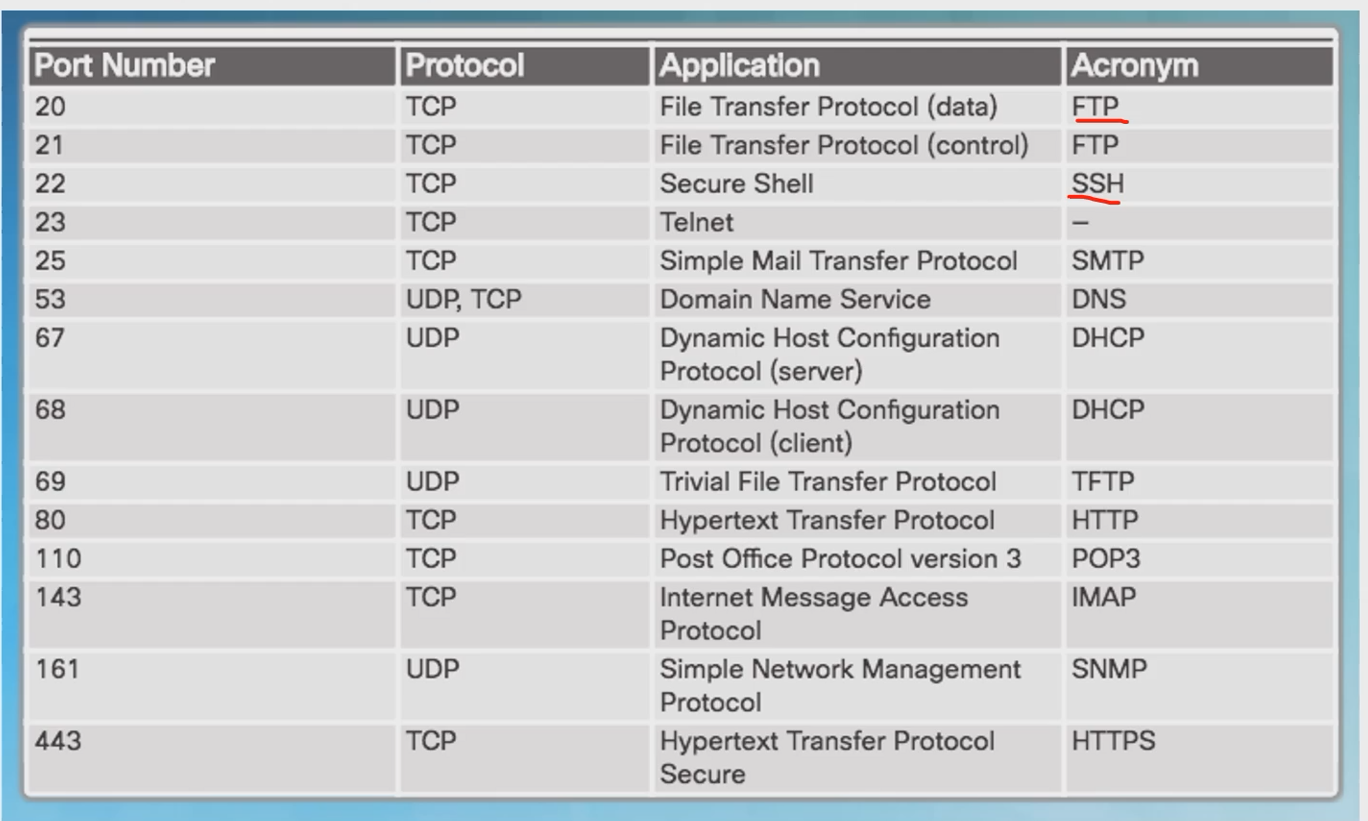 Port Number Protocol Application Acronym
20 TCP File Transfer Protocol (data) FTP
21 TCP File Transfer Protocol (control) FTP
22 TCP Secure Shell SSH
23 TCP Telnet –
25 TCP Simple Mail Transfer Protocol SMTP
53 UDP, TCP Domain Name Service DNS
67 UDP Dynamic Host Configuration DHCP
Protocol (server)
68 UDP Dynamic Host Configuration DHCP
Protocol (client)
69 UDP Trivial File Transfer Protocol TFTP
80 TCP Hypertext Transfer Protocol HTTP
110 TCP Post Office Protocol version 3 POP3
143 TCP Internet Message Access IMAP
Protocol
161 UDP Simple Network Management SNMP
Protocol
443 TCP Hypertext Transfer Protocol HTTPS
Secure